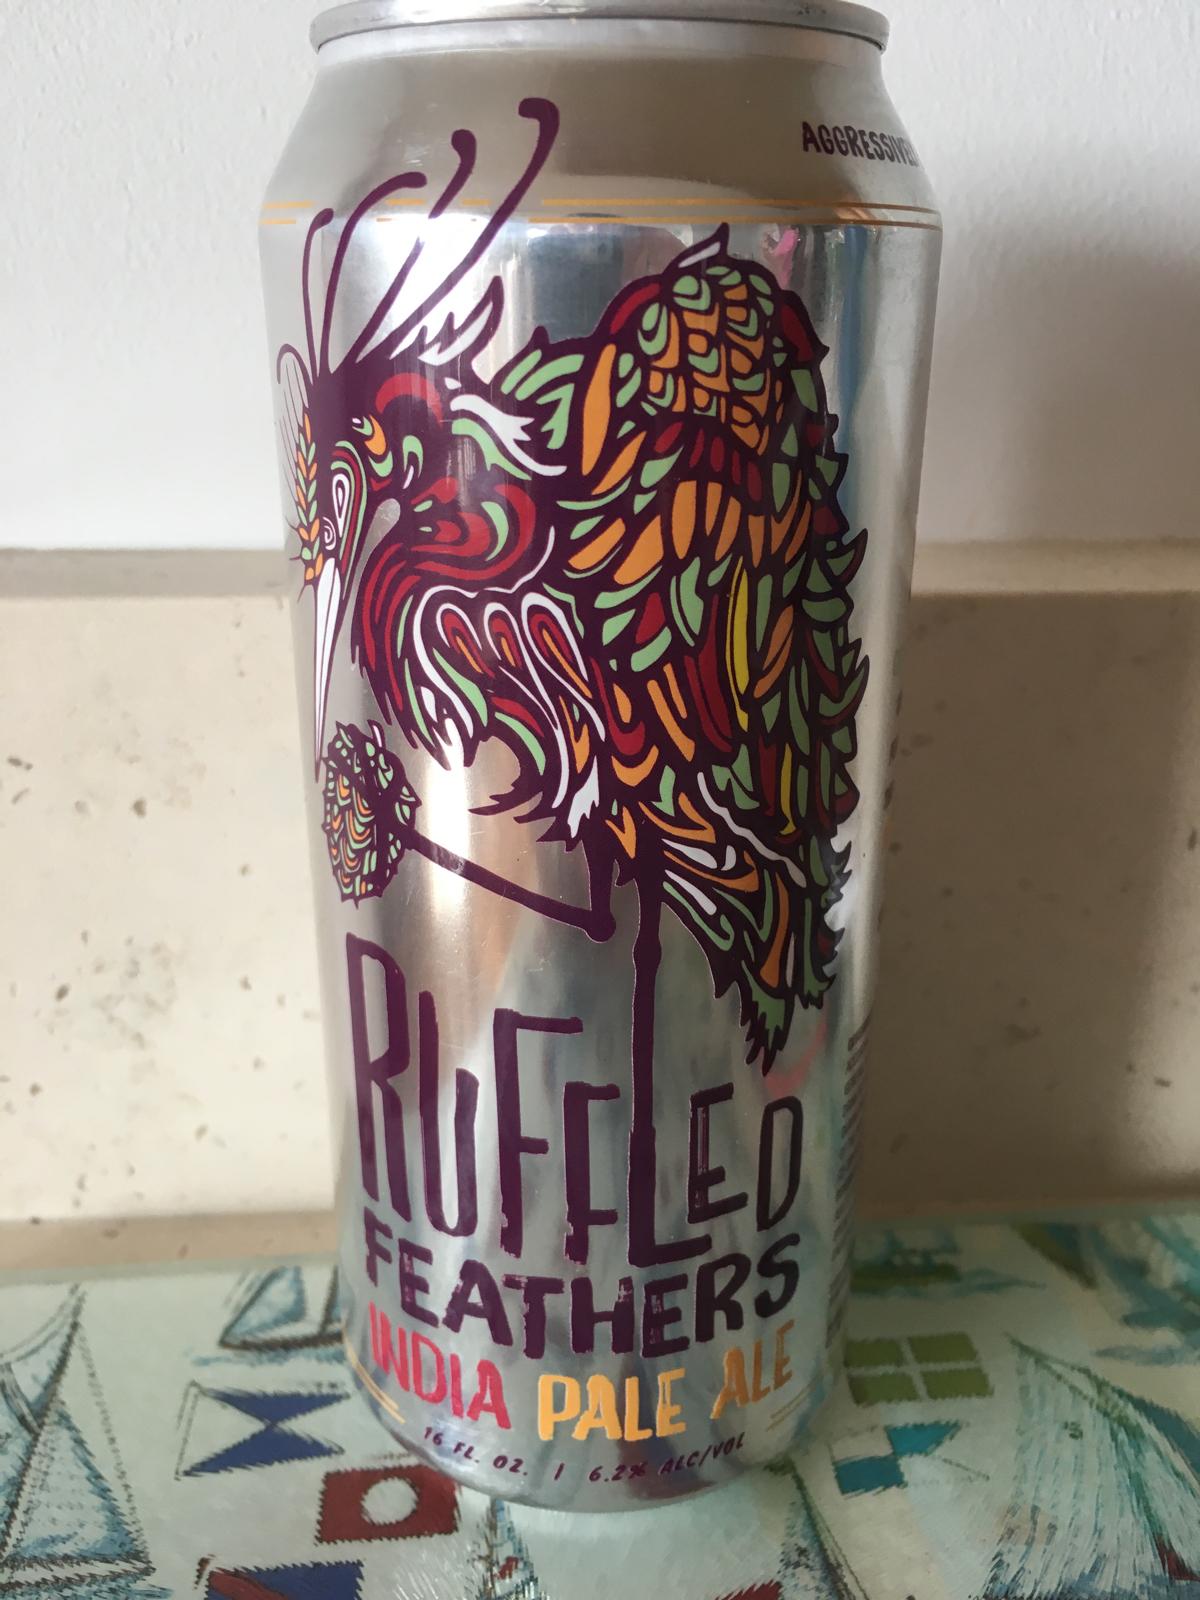 RUFFLED
FEATHERS
INDIA PALE ALE
16 FL. OZ. | 6.2% ALC/VOL